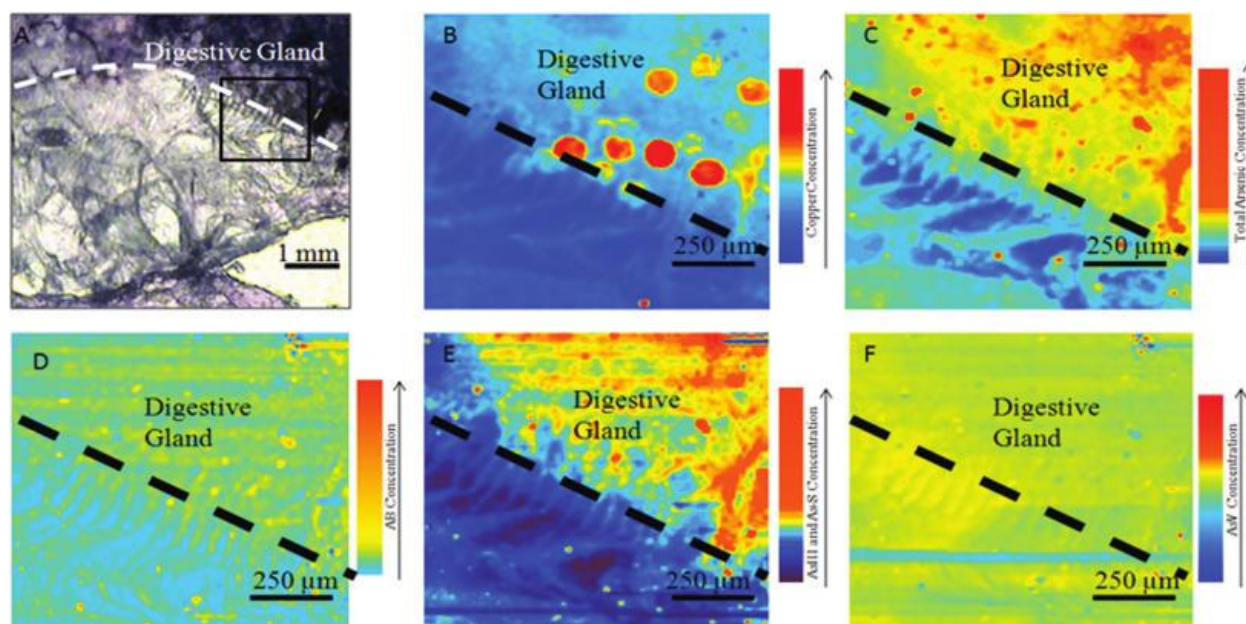 A
Digestive Gland
1 mm
B
Digestive
Gland
250 µm
Copper Concentration
C
Digestive
Gland
250 µm
Total Arsenic Concentration
D
Digestive
Gland
250 µm
AB Concentration
E
Digestive
Gland
250 µm
AsIII and As-S Concentration
F
Digestive
Gland
250 µm
AsV Concentration